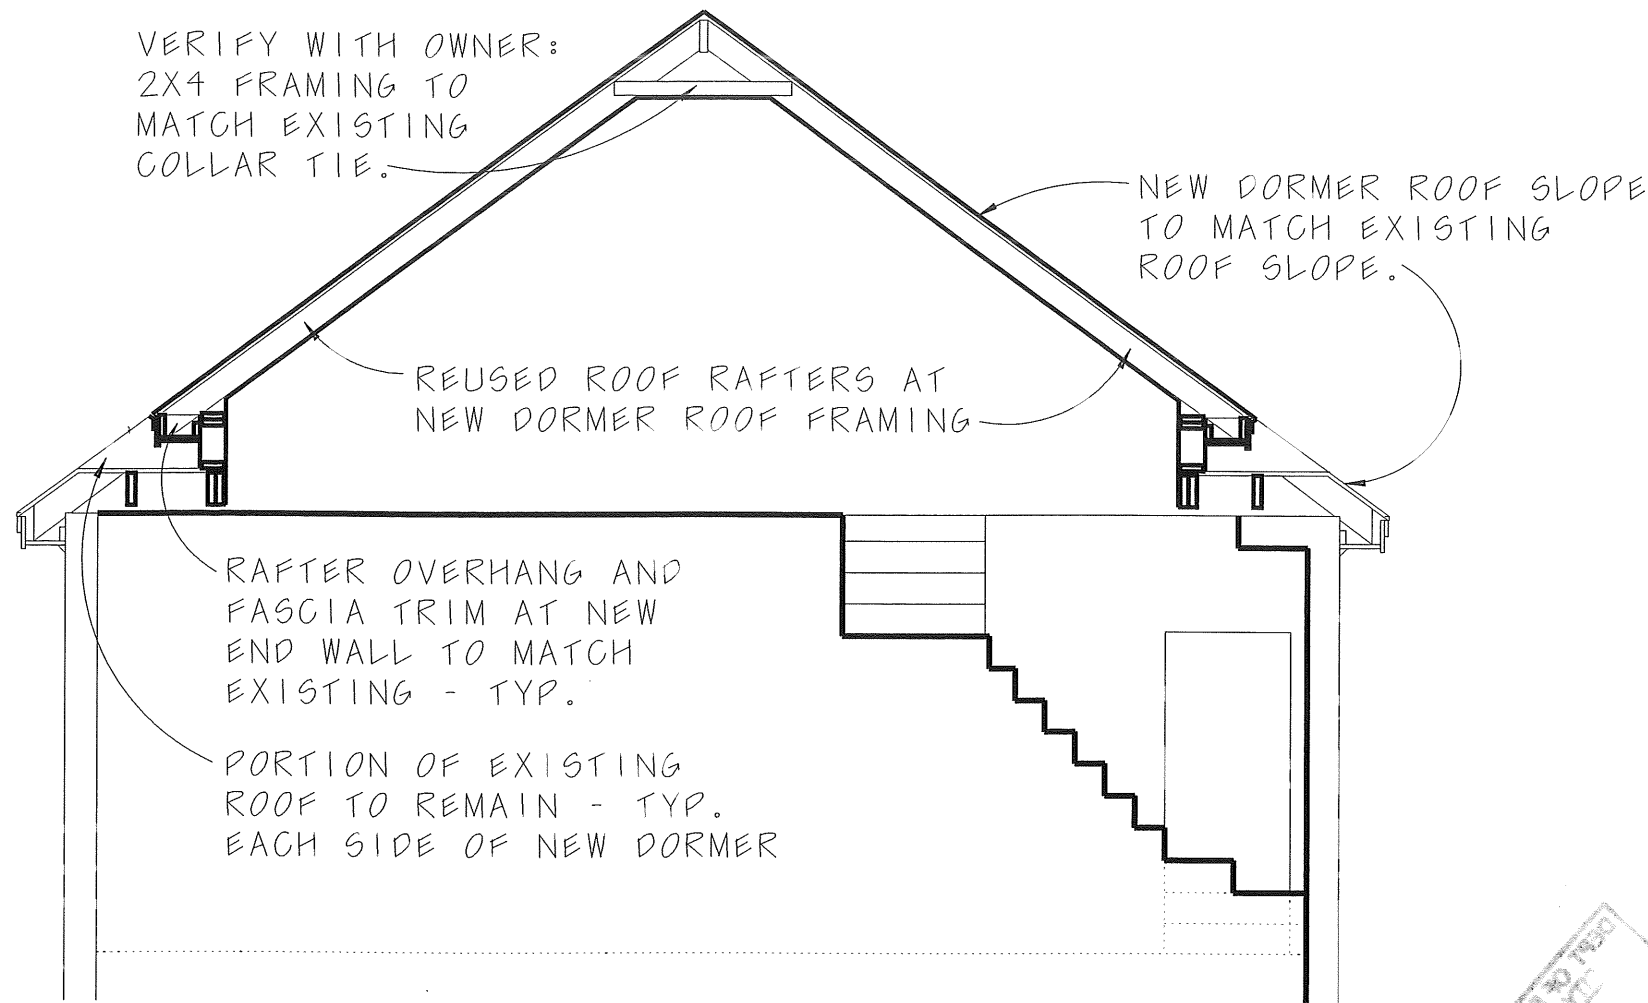 VERIFY WITH OWNER:
2X4 FRAMING TO
MATCH EXISTING
COLLAR TIE.
NEW DORMER ROOF SLOPE
TO MATCH EXISTING
ROOF SLOPE.
REUSED ROOF RAFTERS AT
NEW DORMER ROOF FRAMING
RAFTER OVERHANG AND
FASCIA TRIM AT NEW
END WALL TO MATCH
EXISTING - TYP.
PORTION OF EXISTING
ROOF TO REMAIN - TYP.
EACH SIDE OF NEW DORMER